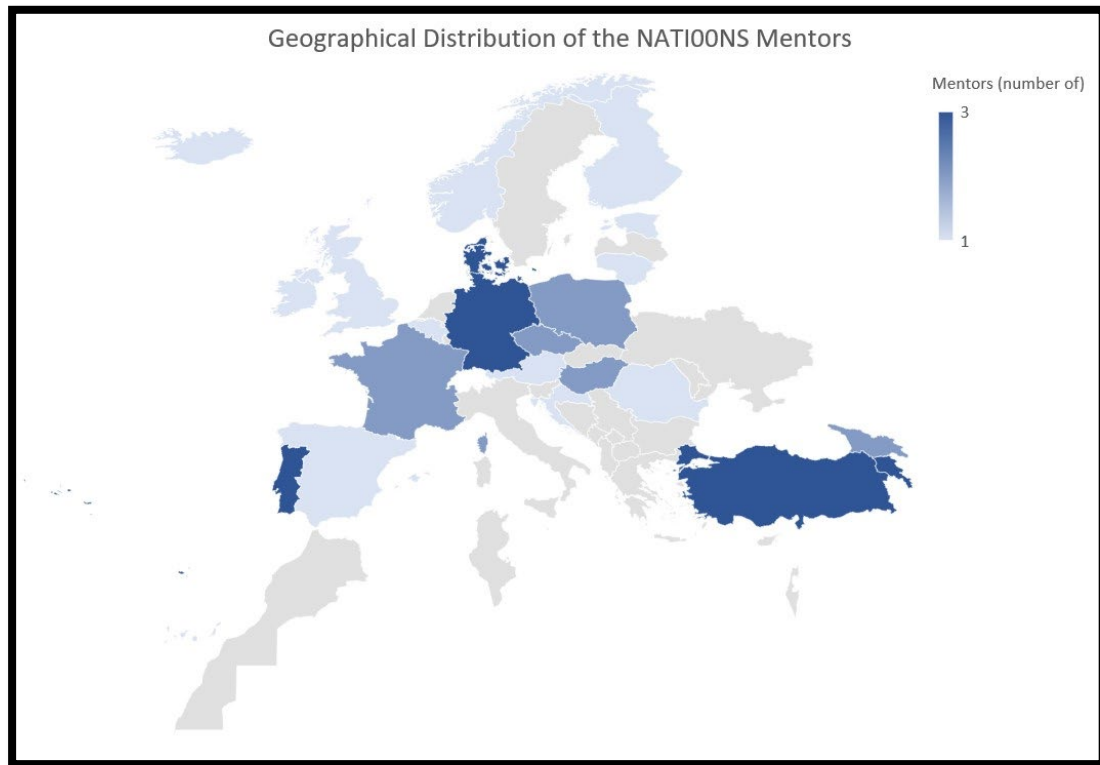 Geographical Distribution of the NATI00NS Mentors
Mentors (number of)
3
1